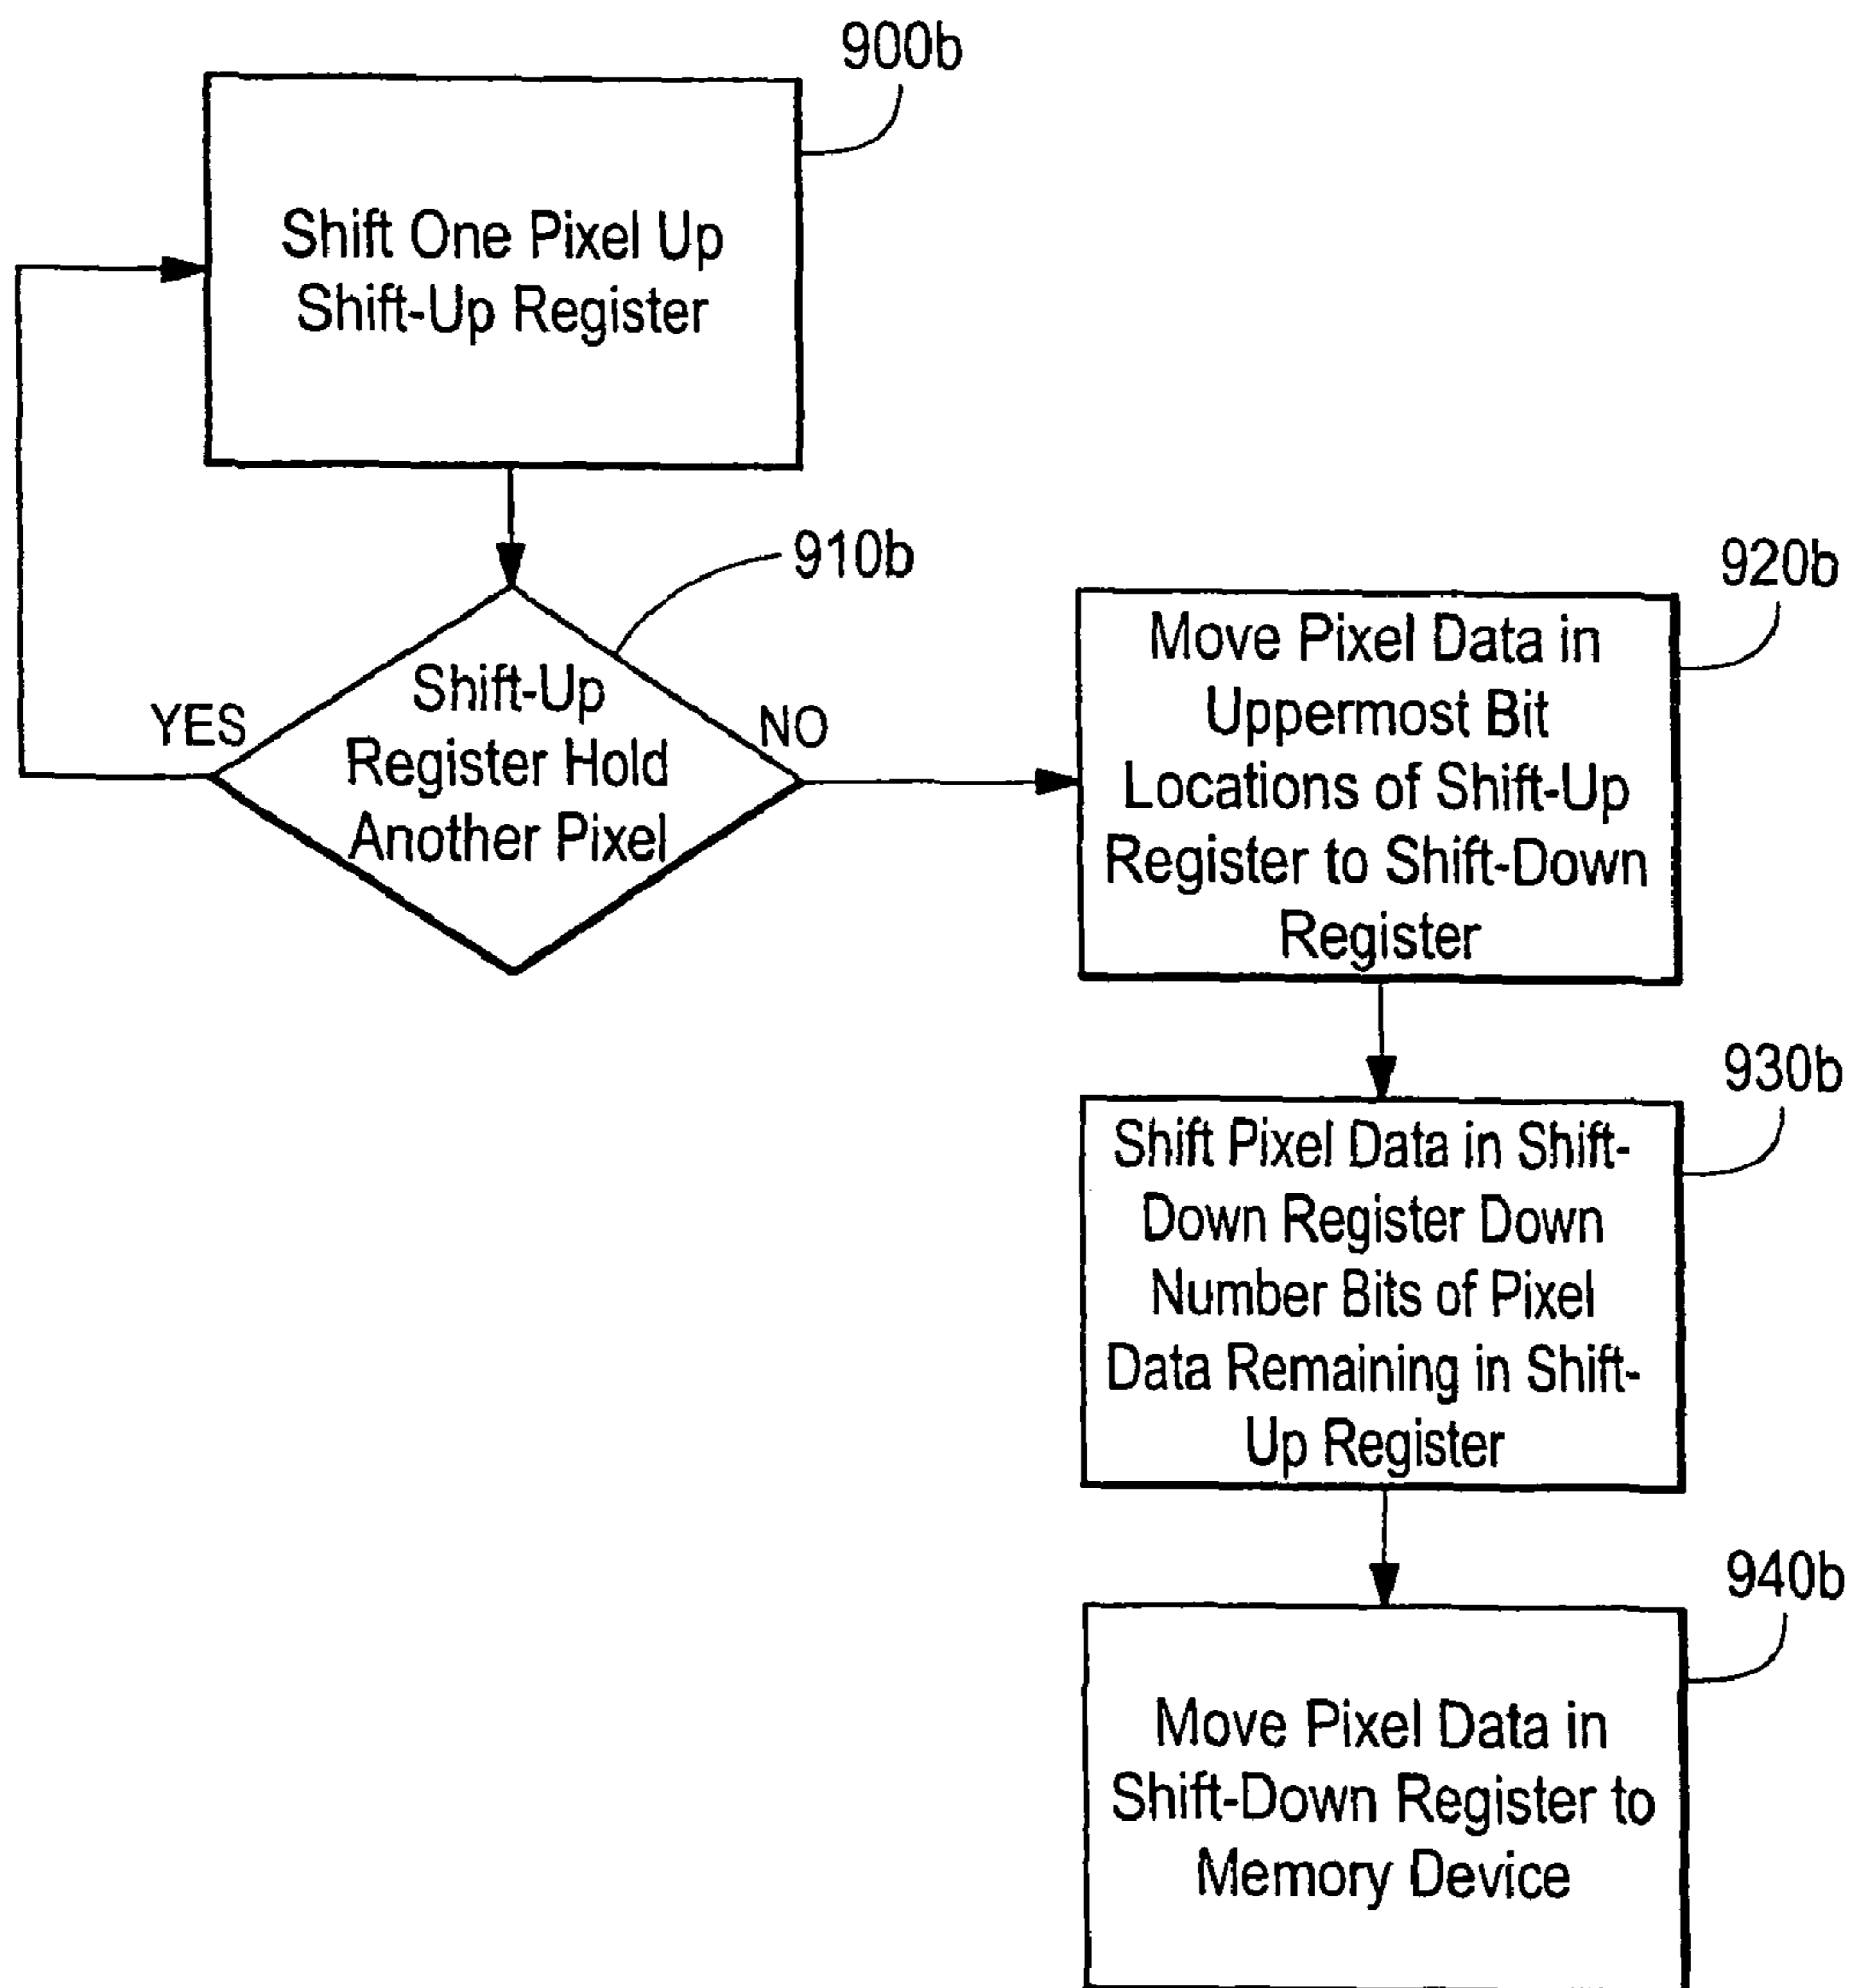 900b
Shift One Pixel Up
Shift-Up Register
910b
Shift-Up
Register Hold
Another Pixel
YES
NO
920b
Move Pixel Data in
Uppermost Bit
Locations of Shift-Up
Register to Shift-Down
Register
930b
Shift Pixel Data in Shift-
Down Register Down
Number Bits of Pixel
Data Remaining in Shift-
Up Register
940b
Move Pixel Data in
Shift-Down Register to
Memory Device